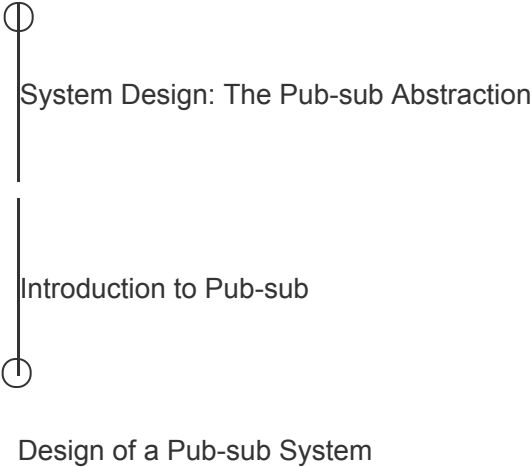 System Design: The Pub-sub Abstraction
Introduction to Pub-sub
Design of a Pub-sub System